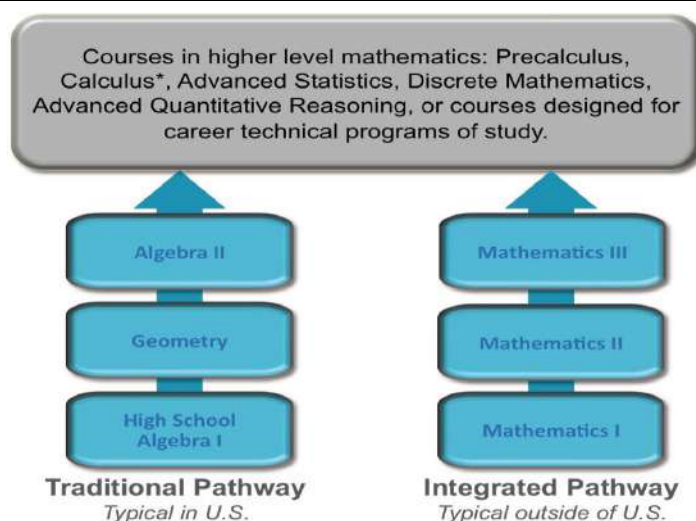 Courses in higher level mathematics: Precalculus,
Calculus*, Advanced Statistics, Discrete Mathematics,
Advanced Quantitative Reasoning, or courses designed for
career technical programs of study.
Algebra II
Geometry
High School
Algebra I
Traditional Pathway
Typical in U.S.
Mathematics III
Mathematics II
Mathematics I
Integrated Pathway
Typical outside of U.S.